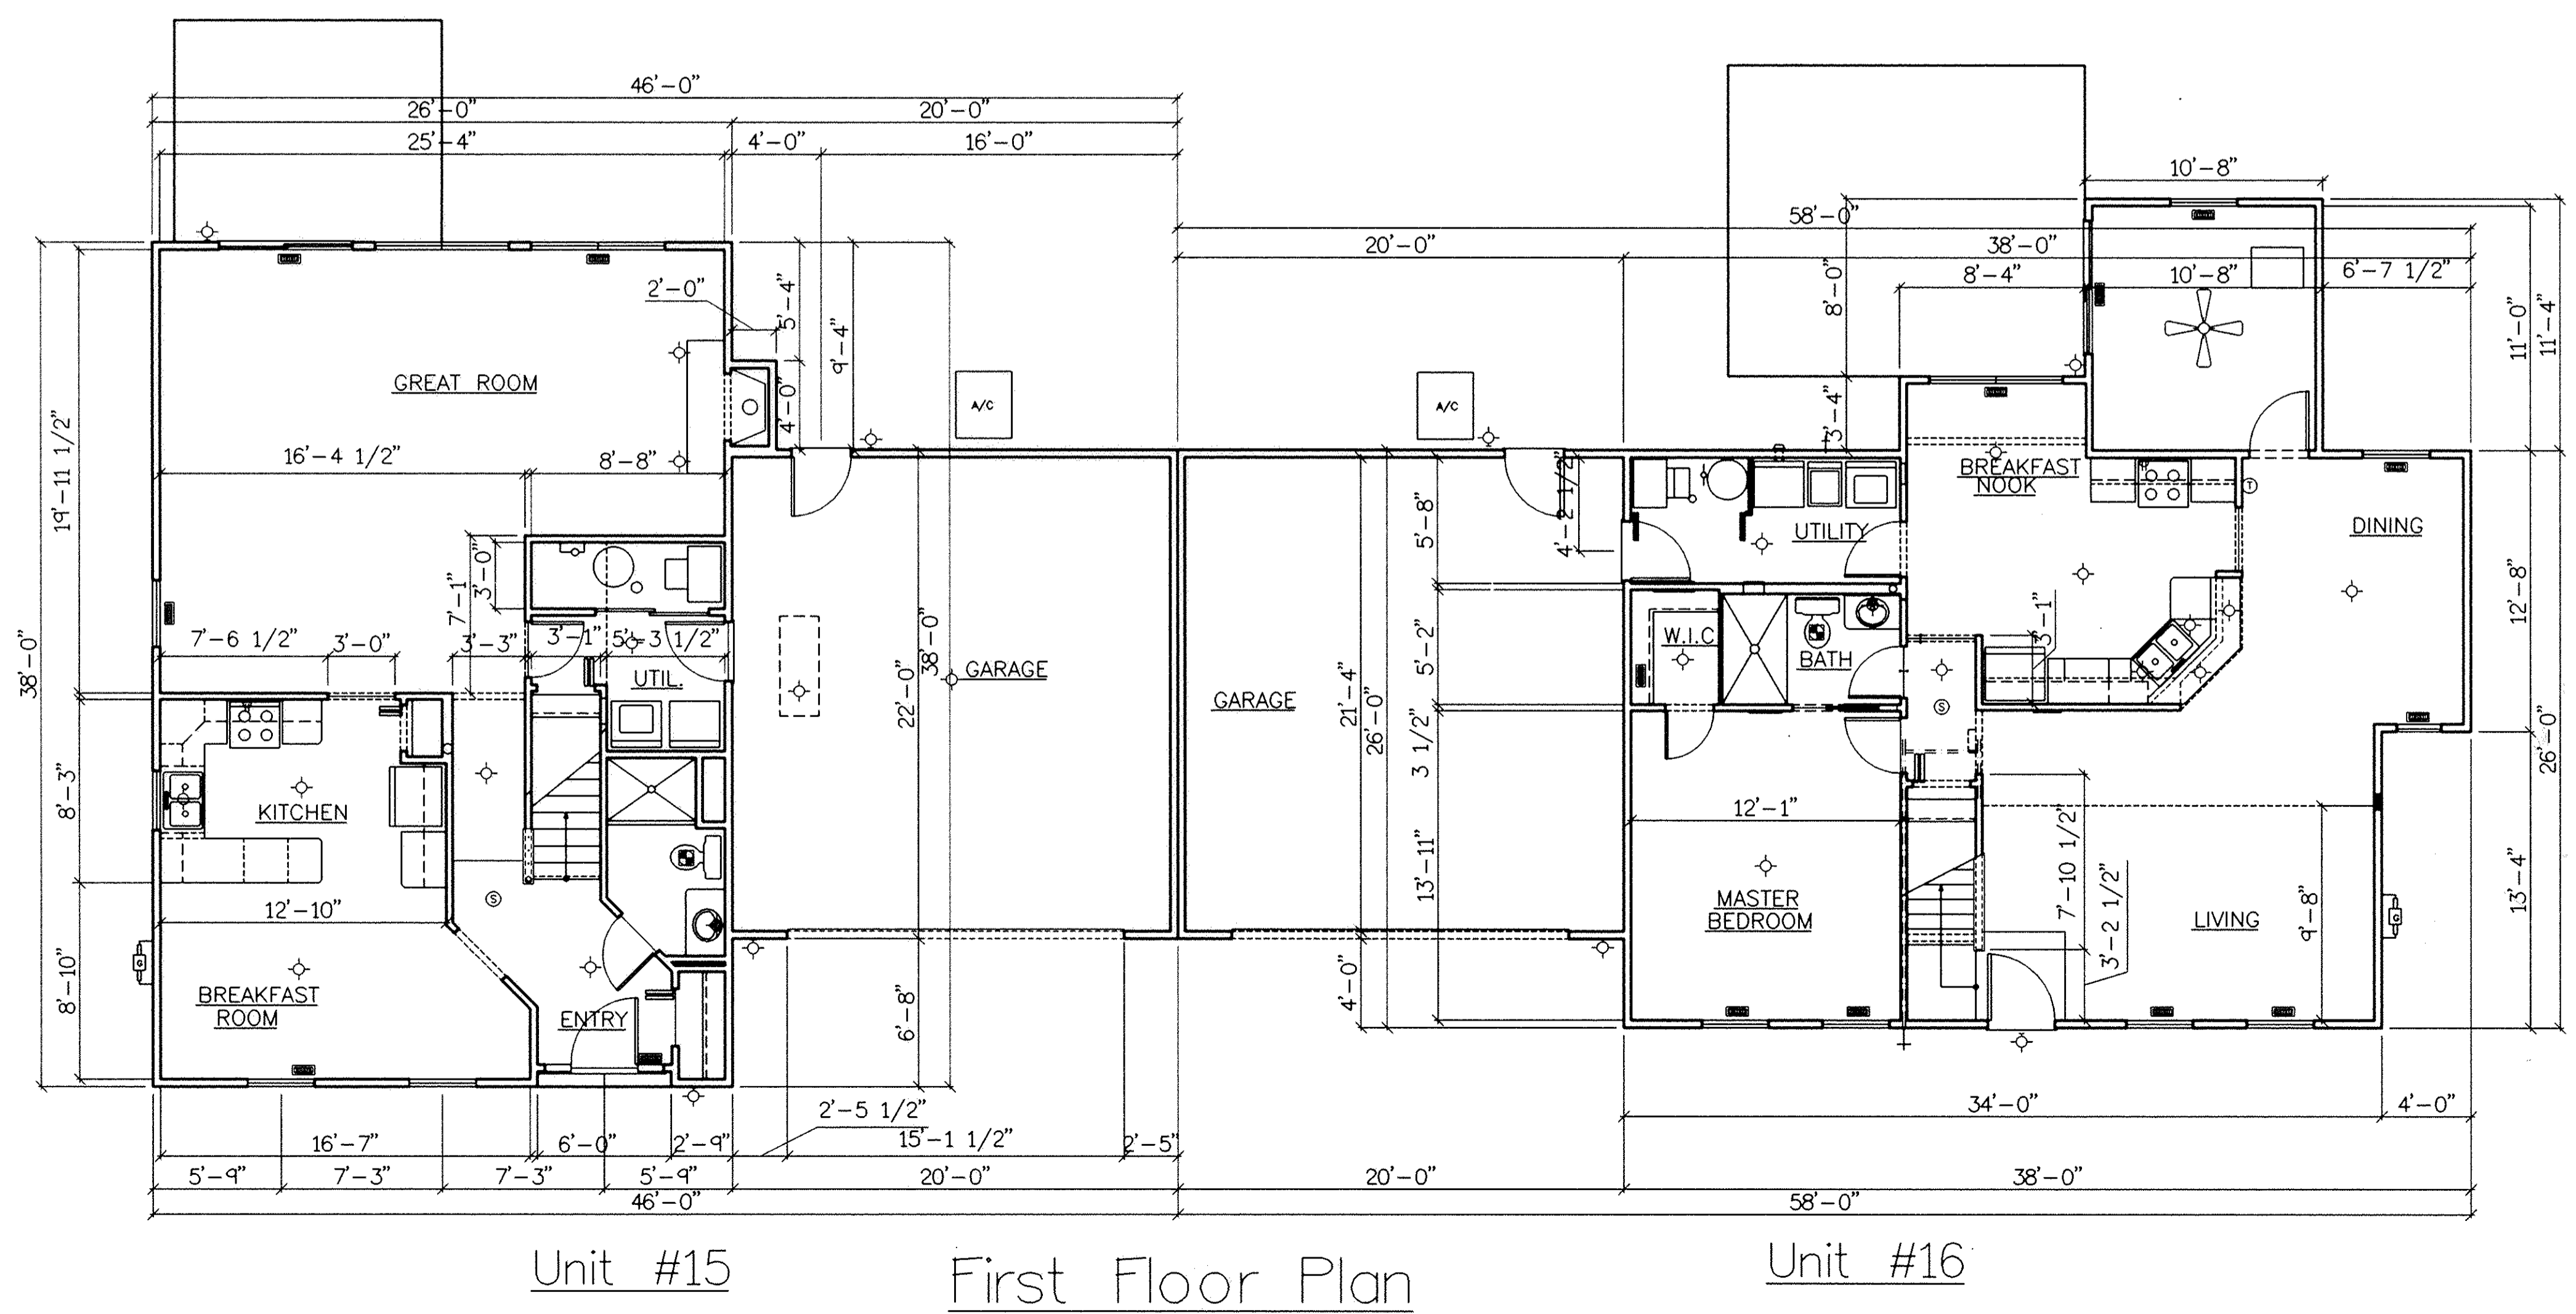 46'-0"
26'-0" 20'-0"
25'-4" 4'-0" 16'-0"
10'-8"
58'-0"
20'-0" 38'-0"
8'-4" 10'-8" 6'-7 1/2"
8'-0"
11'-0"
11'-4"
2'-0"
5'-4"
9'-4"
4'-0"
3'-4"
GREAT ROOM
A/C
A/C
19'-11 1/2"
16'-4 1/2" 8'-8"
BREAKFAST
NOOK
T
UTILITY
DINING
5'-8"
4'-2 1/2"
3'-0"
7'-1"
38'-0"
7'-6 1/2" 3'-0" 3'-3" 3'-1" 5'-3 1/2"
UTIL.
GARAGE
38'-0"
22'-0"
GARAGE
21'-4"
26'-0"
5'-2"
W.I.C
BATH
3'-1"
12'-8"
S
3 1/2"
26'-0"
8'-3"
KITCHEN
12'-1"
7'-10 1/2"
3'-2 1/2"
S
12'-10"
MASTER
BEDROOM
13'-11"
LIVING
9'-8"
13'-4"
G
G
8'-10"
BREAKFAST
ROOM
ENTRY
6'-8"
4'-0"
2'-5 1/2"
34'-0" 4'-0"
16'-7" 6'-0" 2'-9" 15'-1 1/2" 2'-5"
5'-9" 7'-3" 7'-3" 5'-9" 20'-0" 20'-0" 38'-0"
46'-0" 58'-0"
Unit #15
First Floor Plan
Unit #16